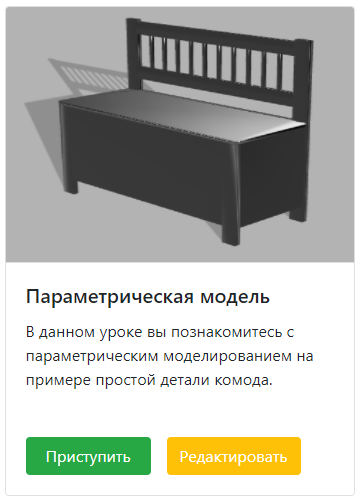 Параметрическая модель
В данном уроке вы познакомитесь с
параметрическим моделированием на
примере простой детали комода.
Приступить
Редактировать